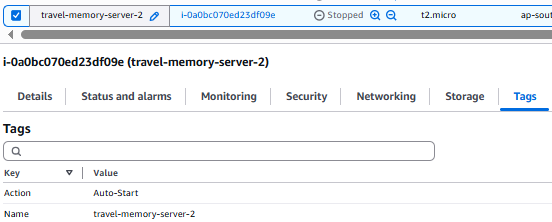 travel-memory-server-2 i-0a0bc070ed23df09e Stopped t2.micro ap-sout
i-0a0bc070ed23df09e (travel-memory-server-2)
Details Status and alarms Monitoring Security Networking Storage Tags
Tags
Key Value
Action Auto-Start
Name travel-memory-server-2